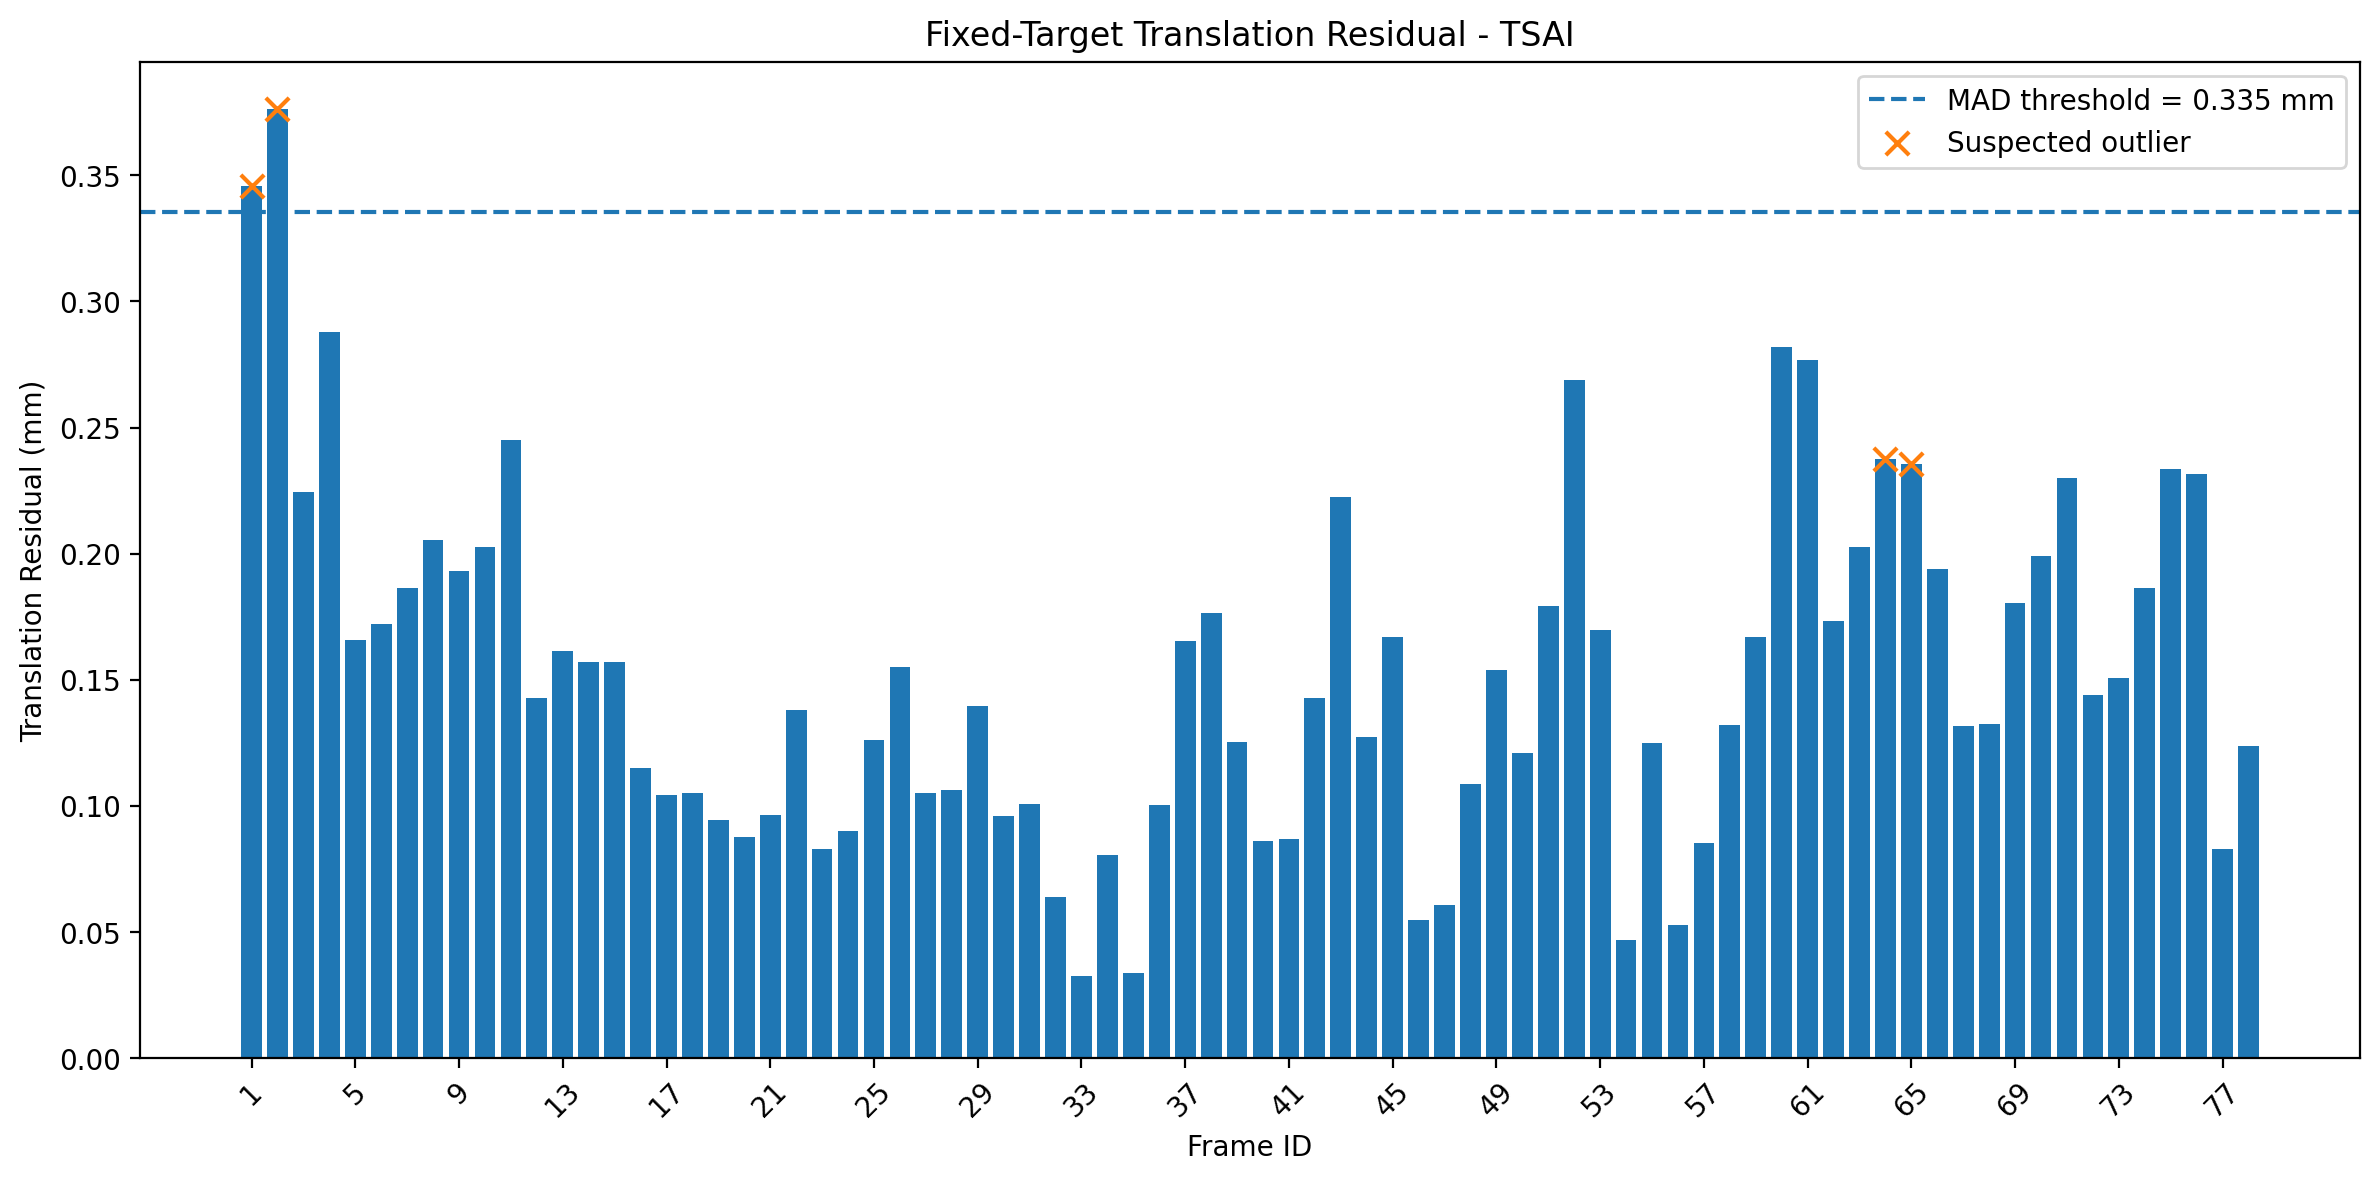 Fixed-Target Translation Residual - TSAI
MAD threshold = 0.335 mm
Suspected outlier
Translation Residual (mm)
0.35
0.30
0.25
0.20
0.15
0.10
0.05
0.00
1 5 9 13 17 21 25 29 33 37 41 45 49 53 57 61 65 69 73 77
Frame ID